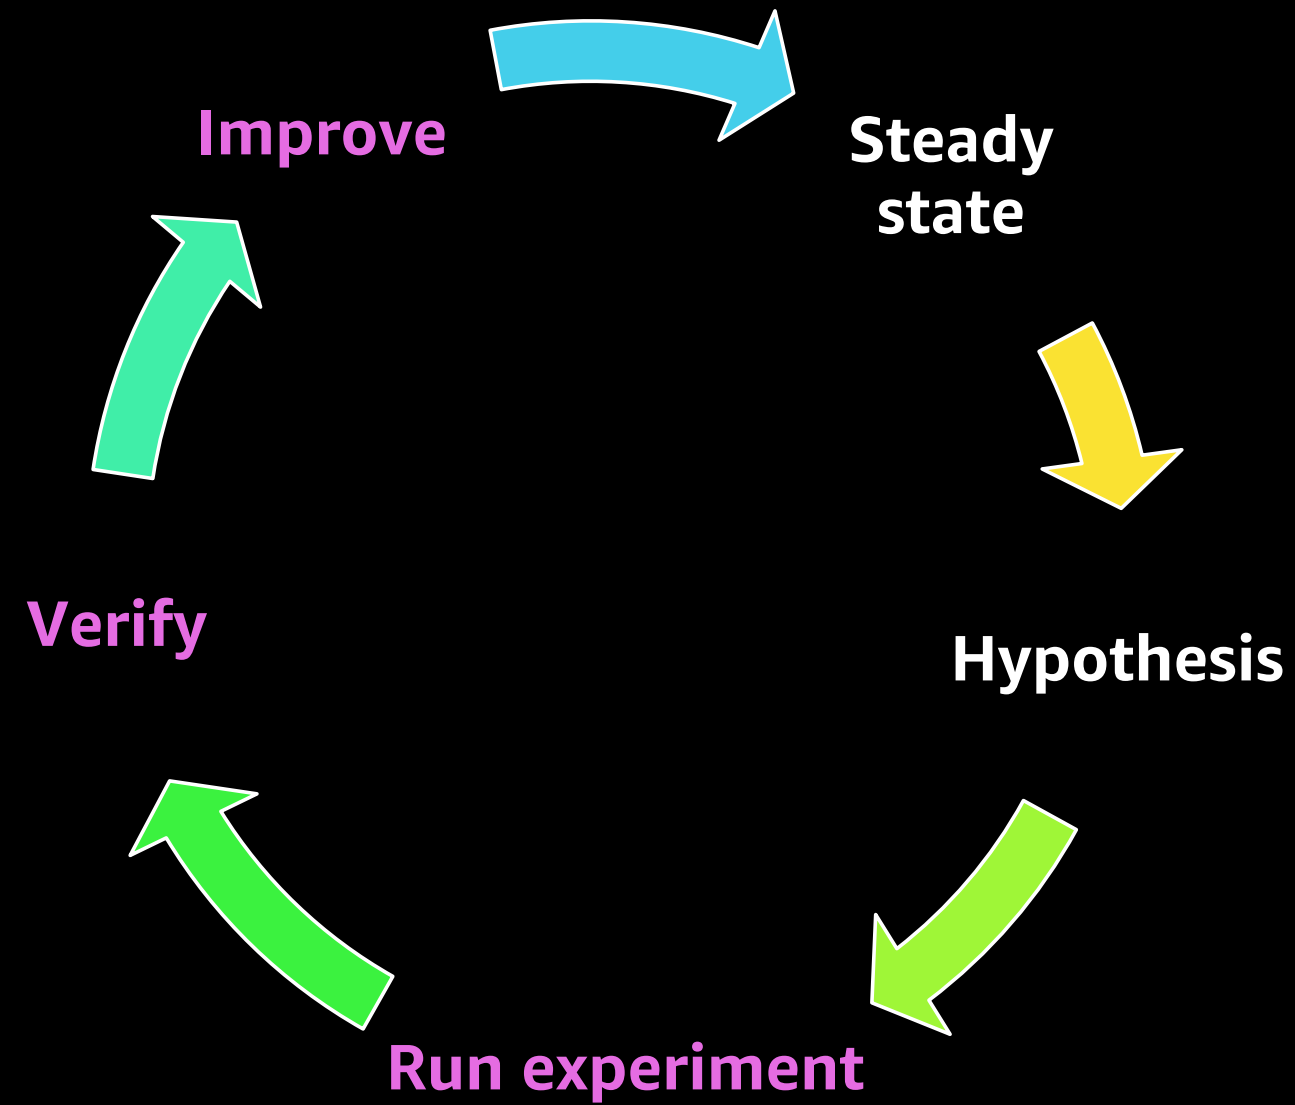 Improve
Steady
state
Hypothesis
Run experiment
Verify